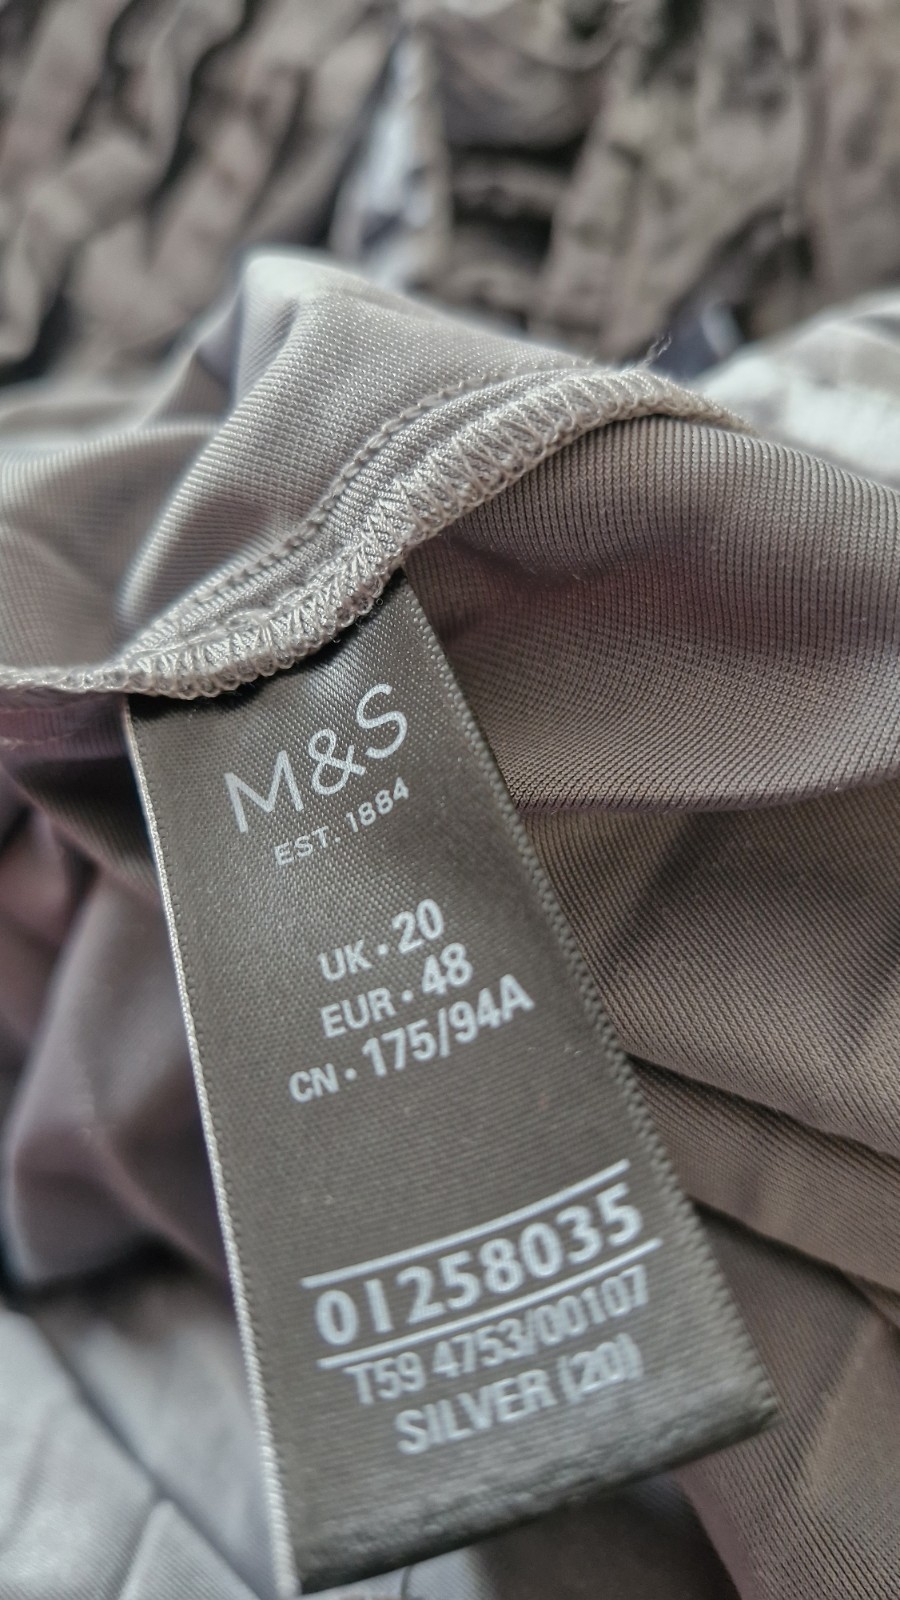 M&S
EST. 1884
UK · 20
EUR · 48
CN · 175/94A
01258035
T59 4753/00107
SILVER (20)